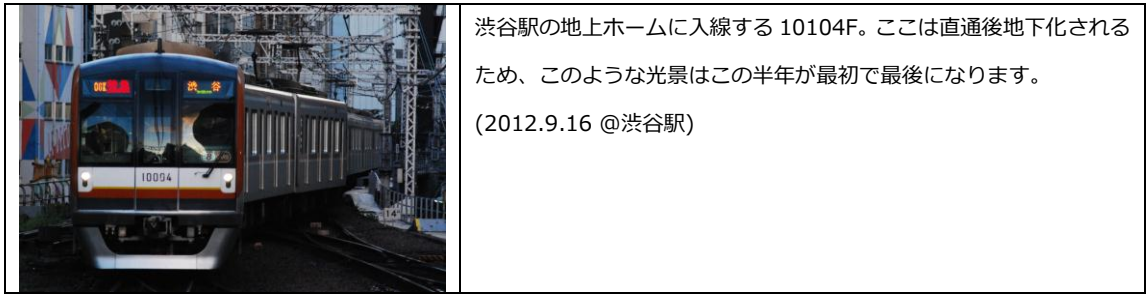 渋谷
10004
14
渋谷駅の地上ホームに入線する 10104F。ここは直通後地下化される
ため、このような光景はこの半年が最初で最後になります。
(2012.9.16 @渋谷駅)